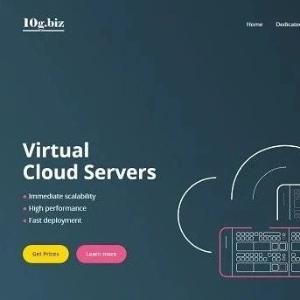 10g.biz
Home Dedicated
Virtual
Cloud Servers
Immediate scalability
High performance
Fast deployment
Get Prices Learn more